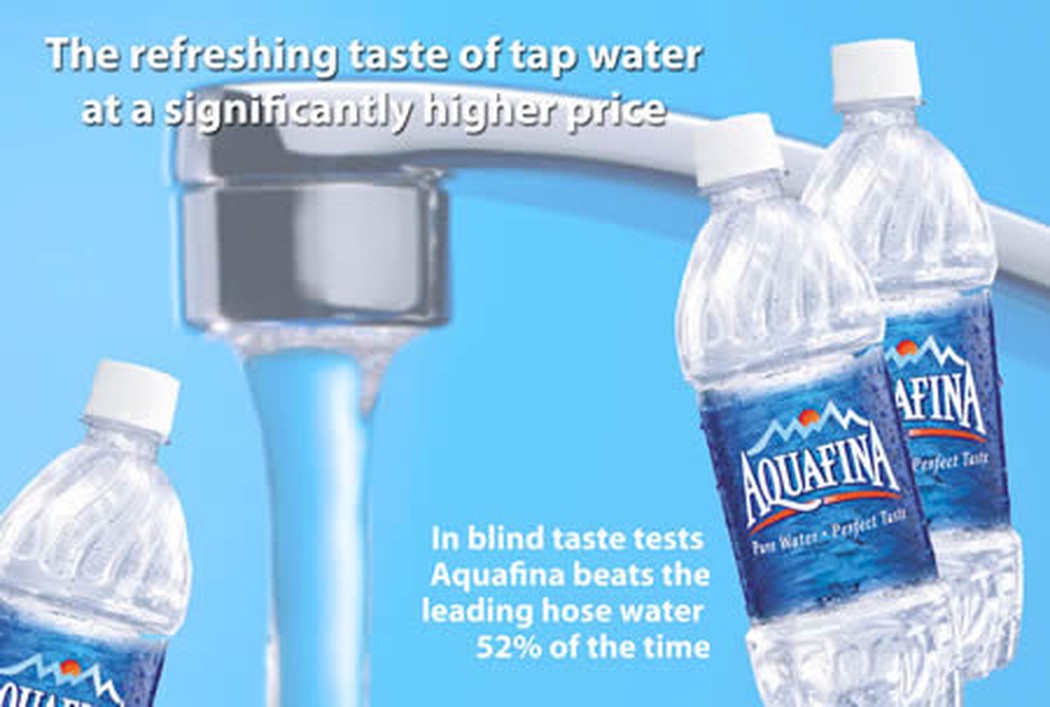 The refreshing taste of tap water
at a significantly higher price
AFINA
Perfect Taste
AQUAFINA
Pure Water • Perfect Taste
In blind taste tests
Aquafina beats the
leading hose water
52% of the time
QUAF